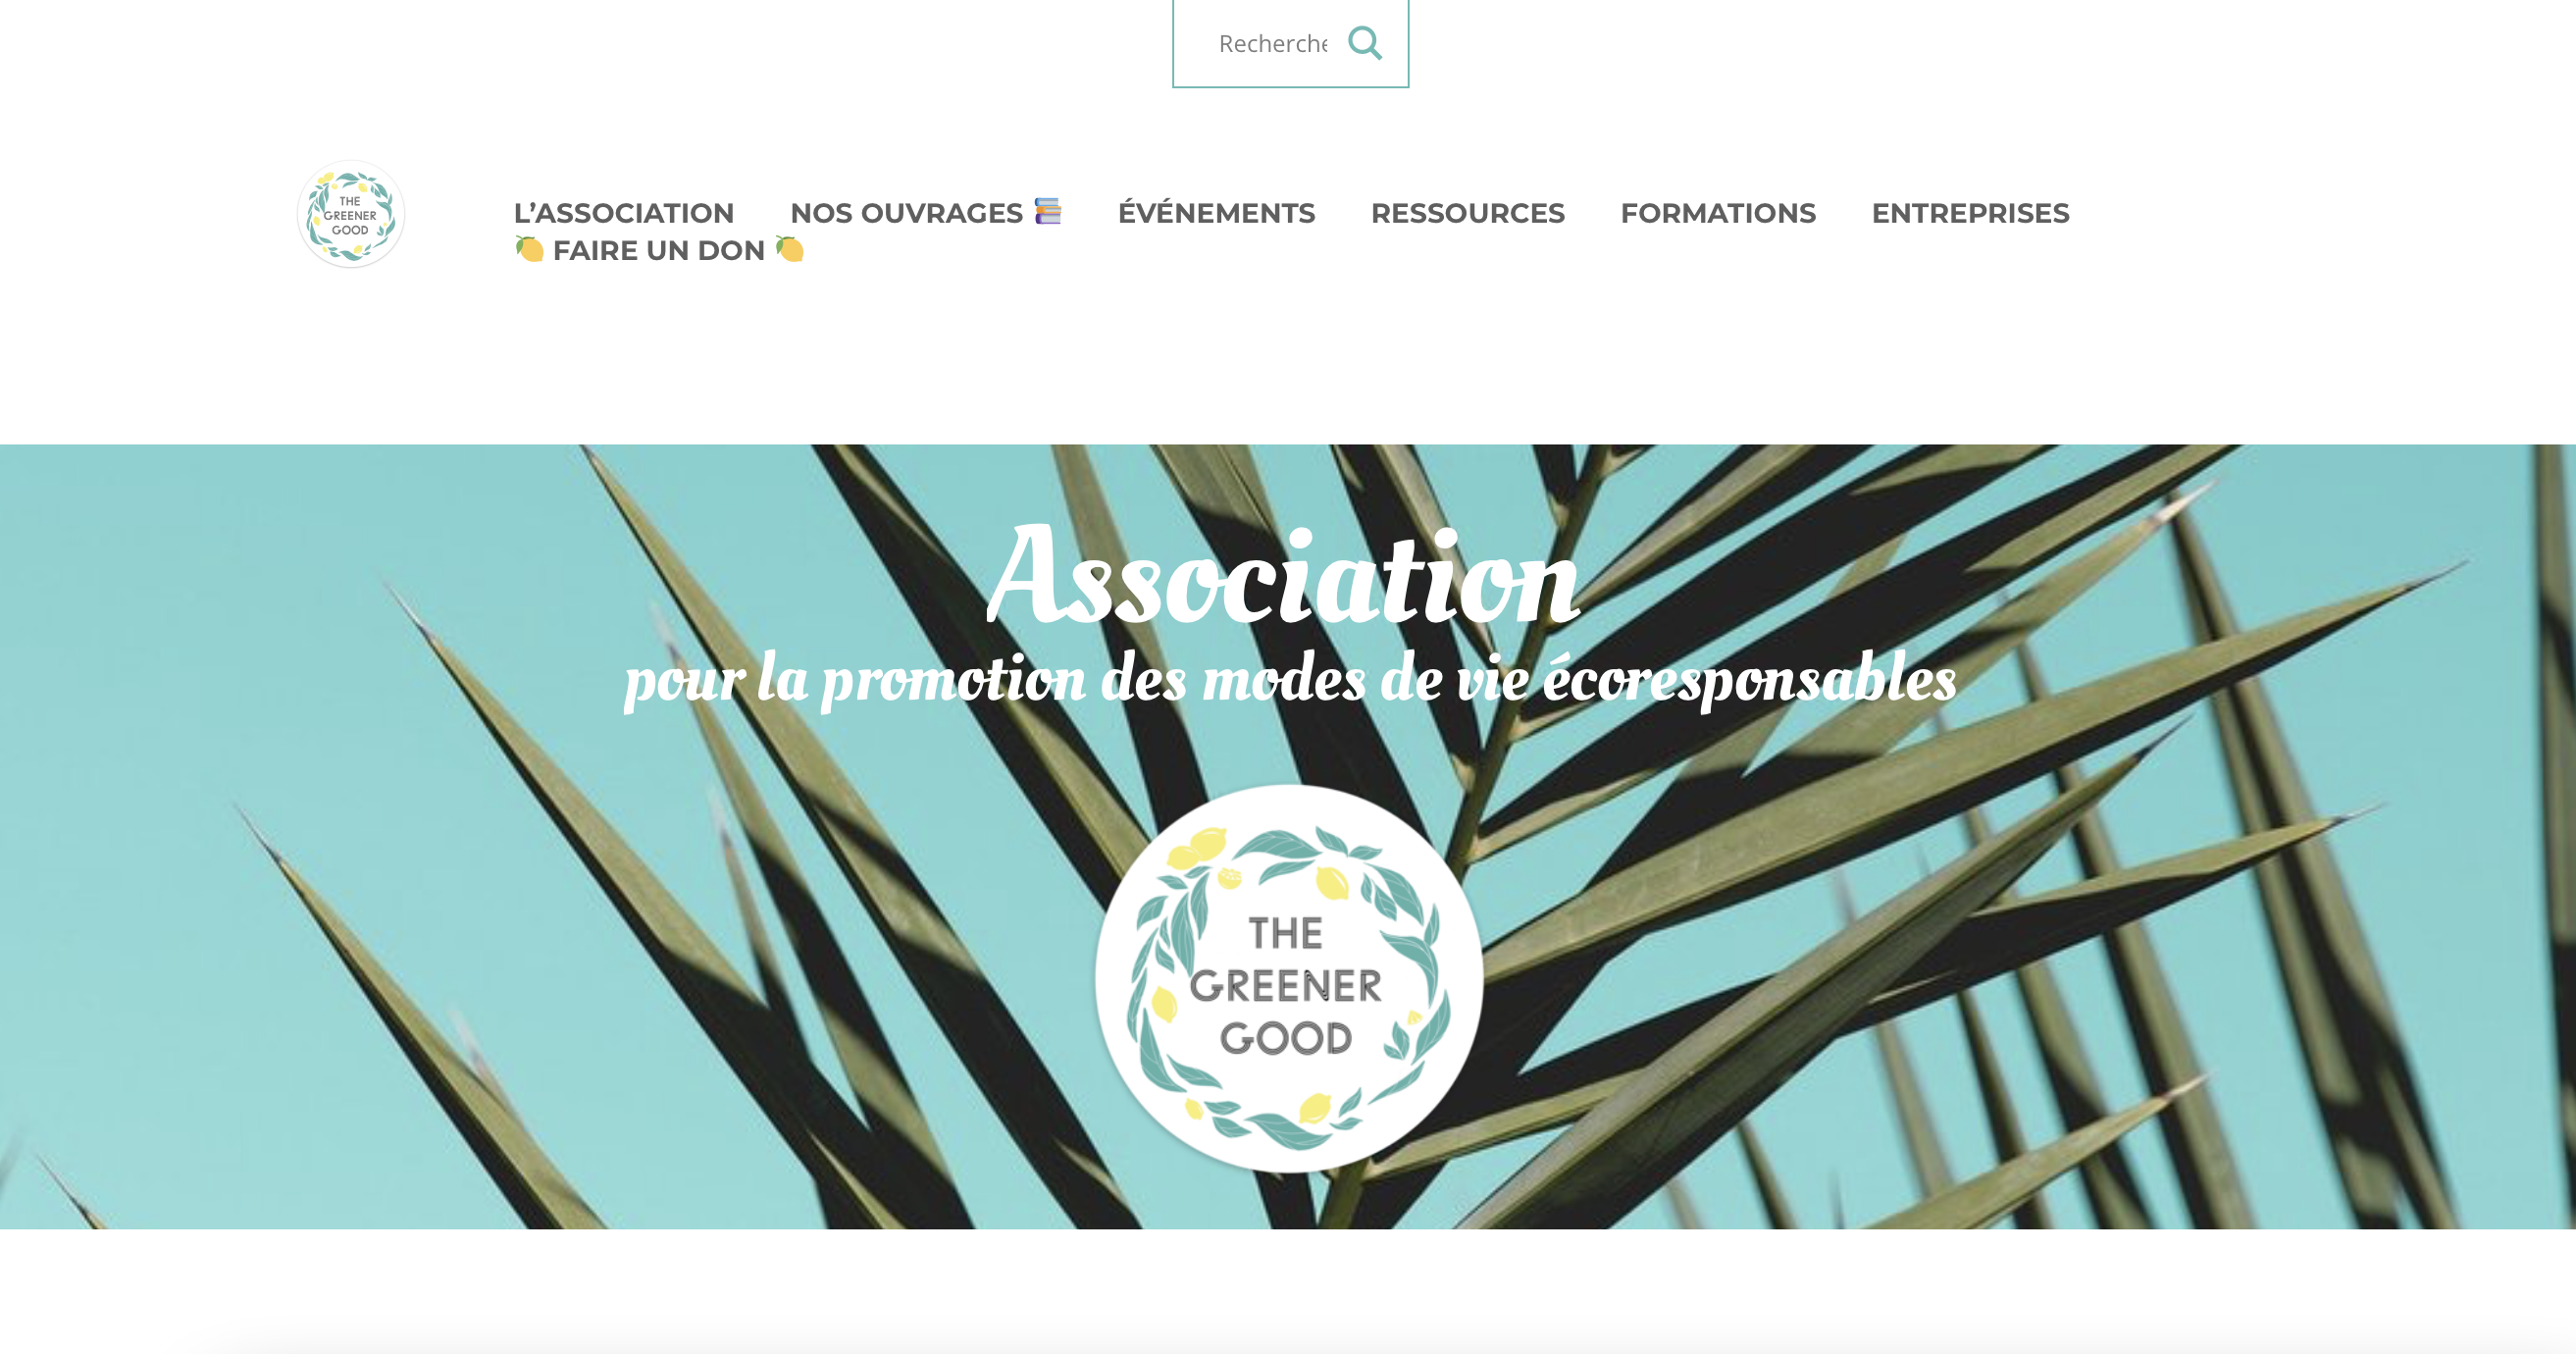 Recherche
THE
GREENER
GOOD
L’ASSOCIATION NOS OUVRAGES 📚 ÉVÉNEMENTS RESSOURCES FORMATIONS ENTREPRISES
🍋 FAIRE UN DON 🍋
Association
pour la promotion des modes de vie écoresponsables
THE
GREENER
GOOD